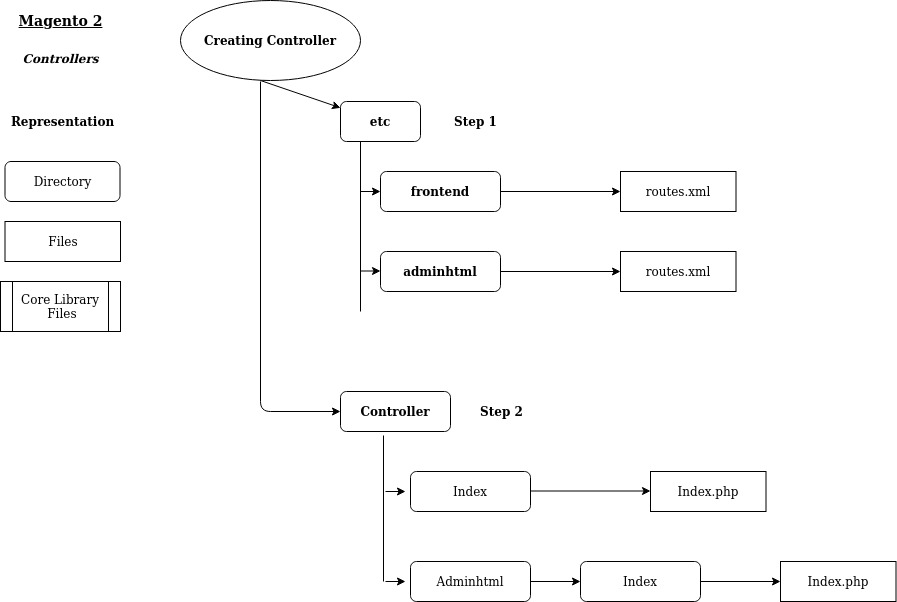 Magento 2
Controllers
Representation
Directory
Files
Core Library
Files
Creating Controller
etc
Step 1
frontend
routes.xml
adminhtml
routes.xml
Controller
Step 2
Index
Index.php
Adminhtml
Index
Index.php